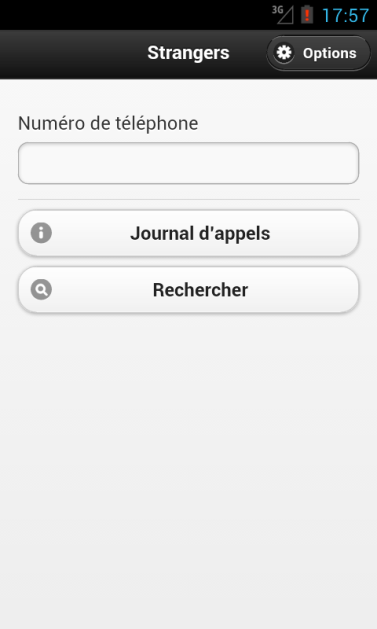 3G 17:57
Strangers Options
Numéro de téléphone
Journal d'appels
Rechercher